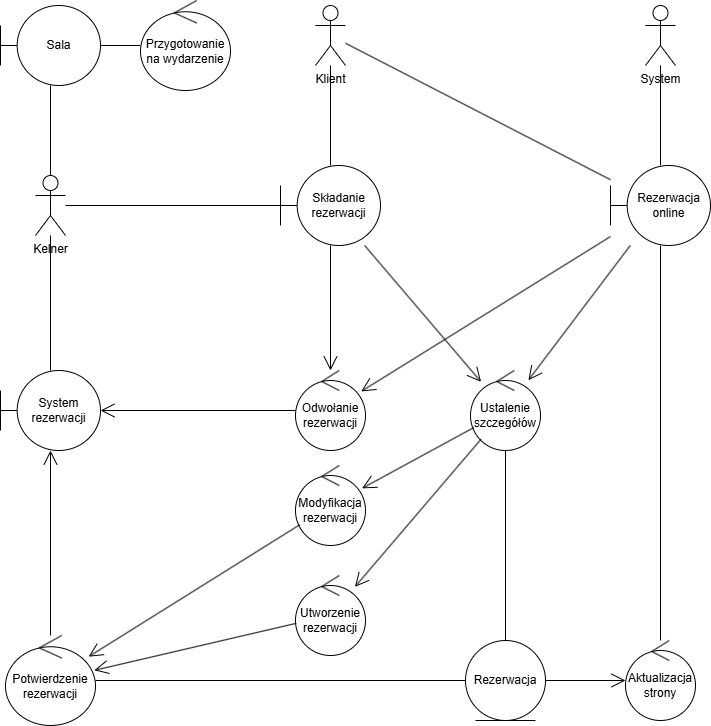 Sala
Przygotowanie
na wydarzenie
Klient
System
Składanie
rezerwacji
Rezerwacja
online
Kelner
System
rezerwacji
Odwołanie
rezerwacji
Ustalenie
szczegółów
Modyfikacja
rezerwacji
Utworzenie
rezerwacji
Potwierdzenie
rezerwacji
Rezerwacja
Aktualizacja
strony